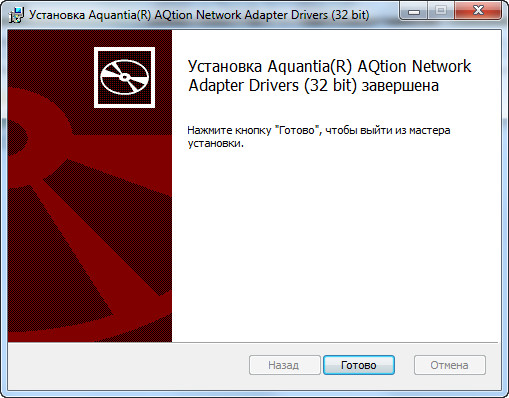 Установка Aquantia(R) AQtion Network Adapter Drivers (32 bit)
Установка Aquantia(R) AQtion Network
Adapter Drivers (32 bit) завершена
Нажмите кнопку "Готово", чтобы выйти из мастера
установки.
Назад
Готово
Отмена